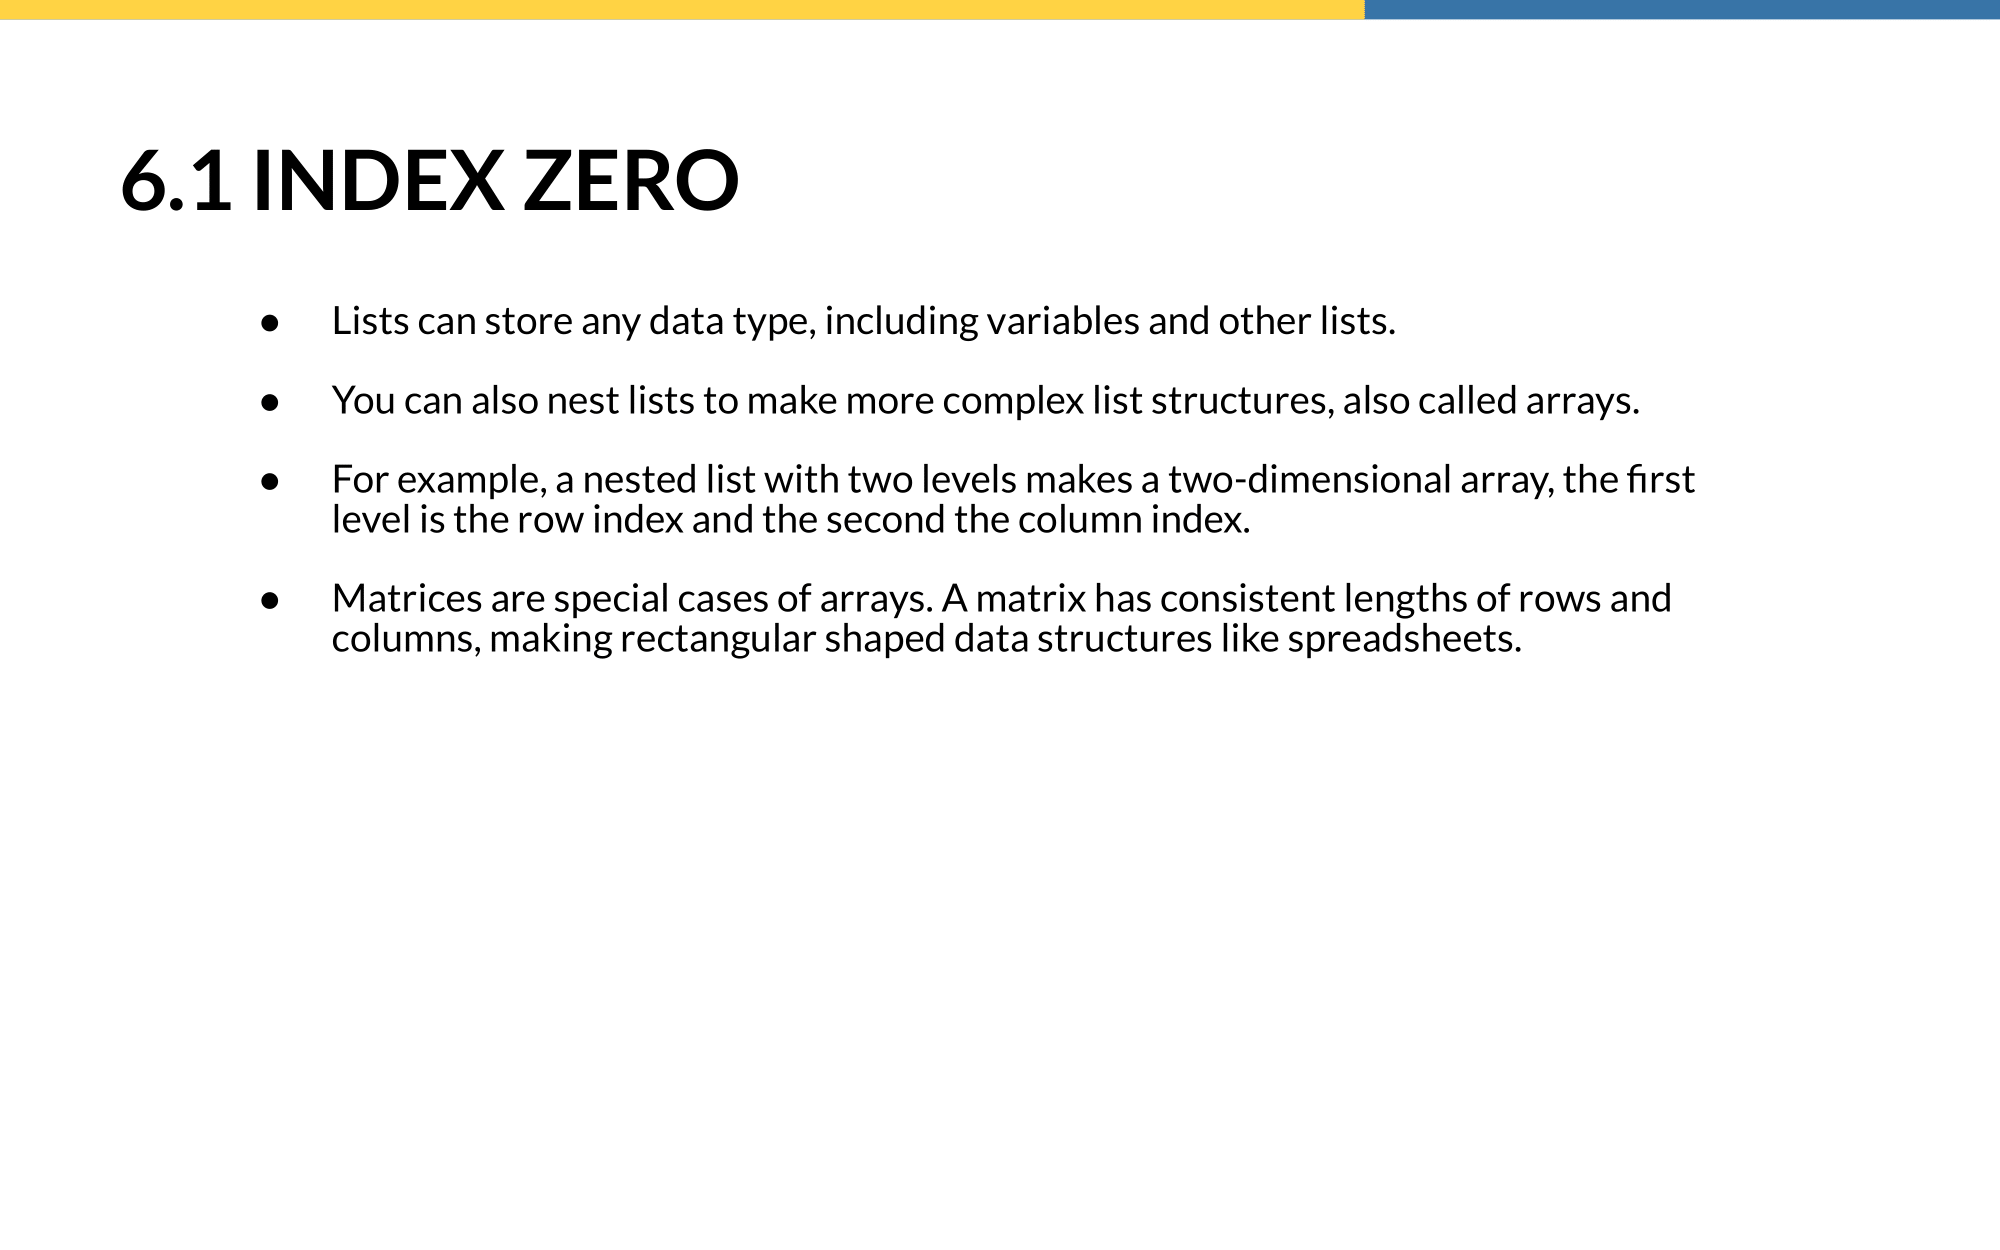 6.1 INDEX ZERO
● Lists can store any data type, including variables and other lists.
● You can also nest lists to make more complex list structures, also called arrays.
● For example, a nested list with two levels makes a two-dimensional array, the first
level is the row index and the second the column index.
● Matrices are special cases of arrays. A matrix has consistent lengths of rows and
columns, making rectangular shaped data structures like spreadsheets.